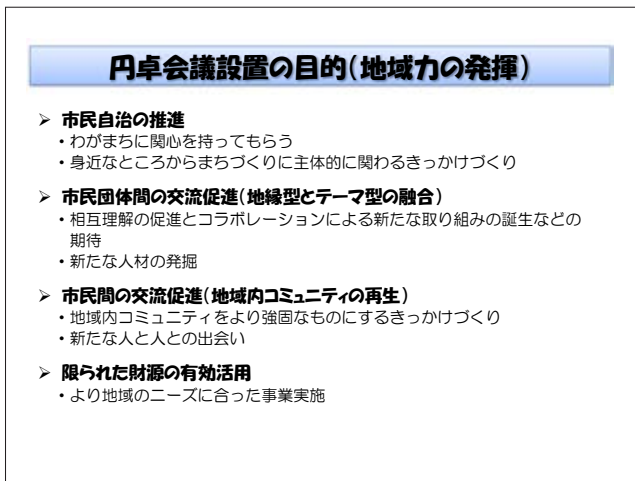 円卓会議設置の目的(地域力の発揮)
➢ 市民自治の推進
・わがまちに関心を持ってもらう
・身近なところからまちづくりに主体的に関わるきっかけづくり
➢ 市民団体間の交流促進(地縁型とテーマ型の融合)
・相互理解の促進とコラボレーションによる新たな取り組みの誕生などの
期待
・新たな人材の発掘
➢ 市民間の交流促進(地域内コミュニティの再生)
・地域内コミュニティをより強固なものにするきっかけづくり
・新たな人と人との出会い
➢ 限られた財源の有効活用
・より地域のニーズに合った事業実施